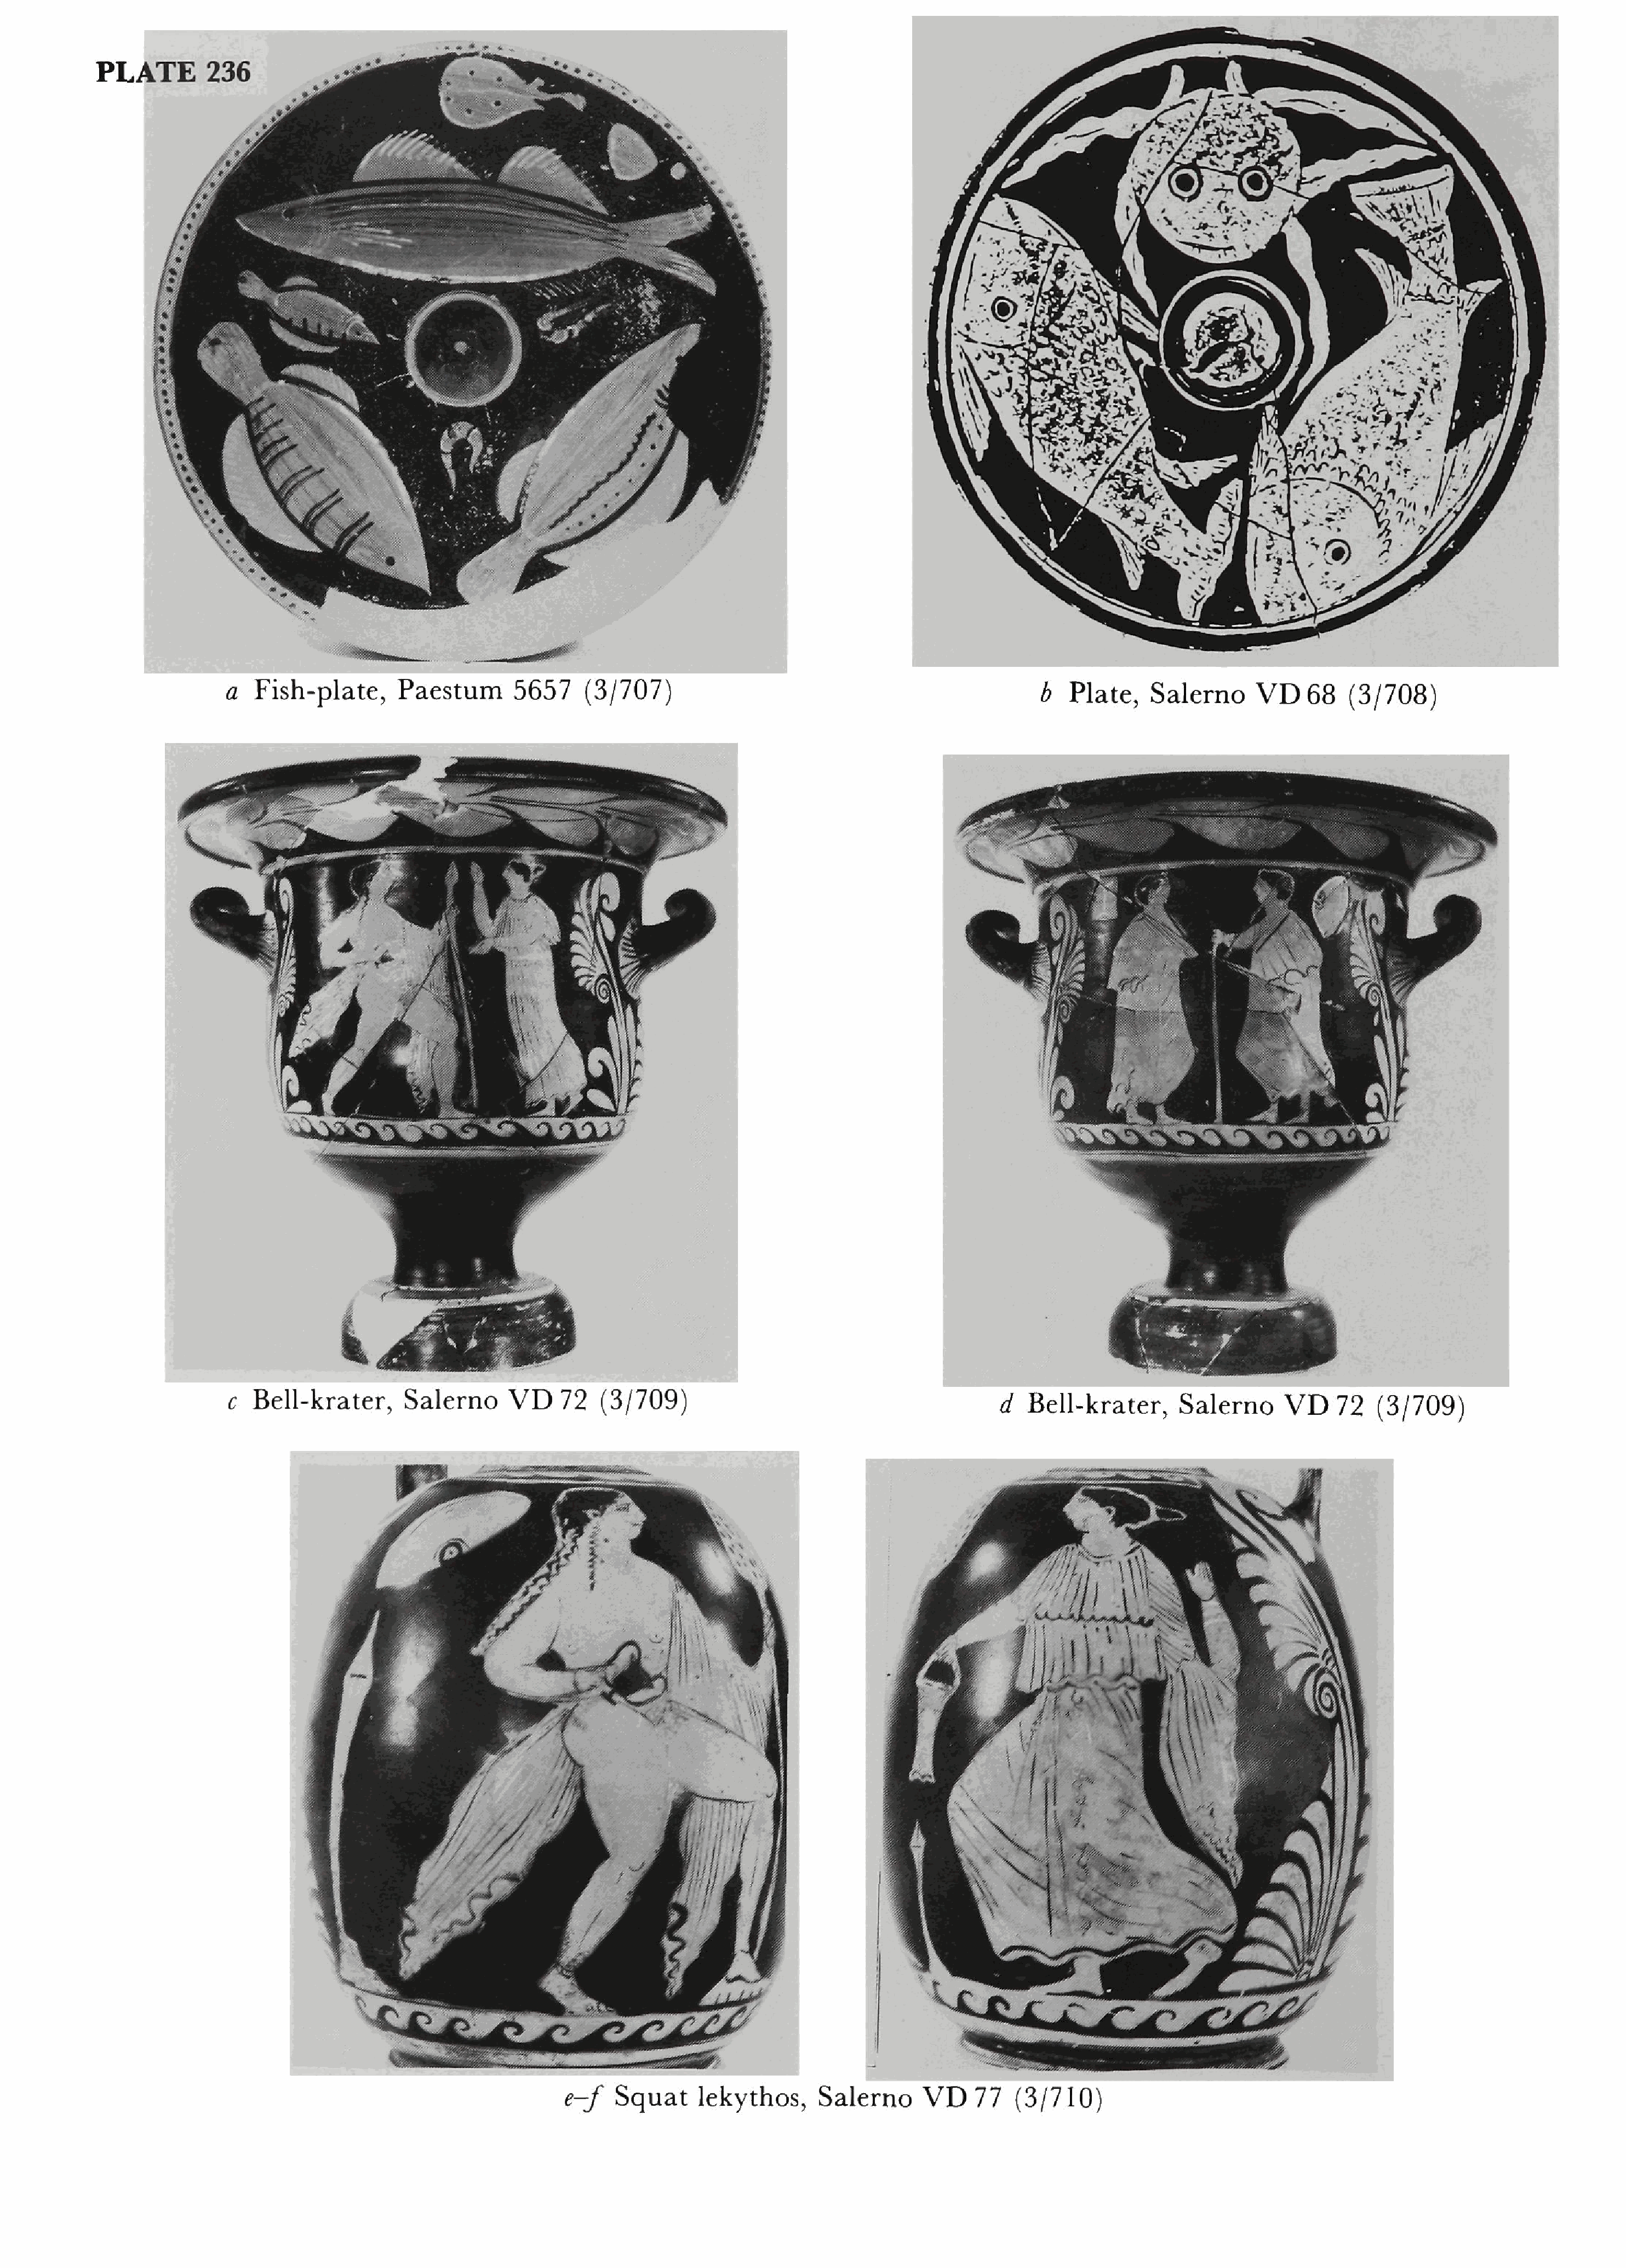 PLATE 236
a Fish-plate, Paestum 5657 (3/707)
b Plate, Salerno VD 68 (3/708)
c Bell-krater, Salerno VD 72 (3/709)
d Bell-krater, Salerno VD 72 (3/709)
e–f Squat lekythos, Salerno VD 77 (3/710)